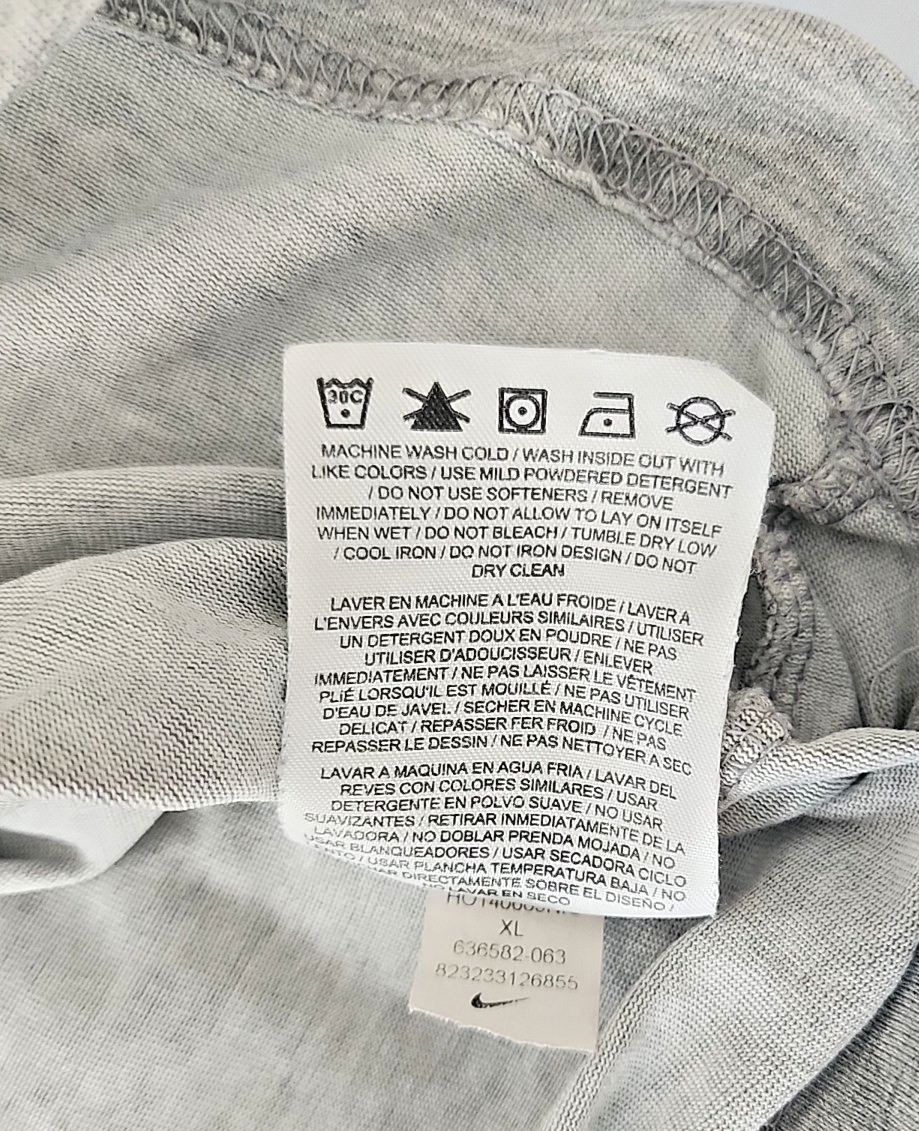 30C
MACHINE WASH COLD / WASH INSIDE OUT WITH
LIKE COLORS / USE MILD POWDERED DETERGENT
/ DO NOT USE SOFTENERS / REMOVE
IMMEDIATELY / DO NOT ALLOW TO LAY ON ITSELF
WHEN WET / DO NOT BLEACH / TUMBLE DRY LOW
/ COOL IRON / DO NOT IRON DESIGN / DO NOT
DRY CLEAN
LAVER EN MACHINE A L'EAU FROIDE / LAVER A
L'ENVERS AVEC COULEURS SIMILAIRES / UTILISER
UN DETERGENT DOUX EN POUDRE / NE PAS
UTILISER D'ADOUCISSEUR / ENLEVER
IMMEDIATEMENT / NE PAS LAISSER LE VÊTEMENT
PLIÉ LORSQU'IL EST MOUILLÉ / NE PAS UTILISER
D'EAU DE JAVEL / SECHER EN MACHINE CYCLE
DELICAT / REPASSER FER FROID / NE PAS
REPASSER LE DESSIN / NE PAS NETTOYER A SEC
LAVAR A MAQUINA EN AGUA FRIA / LAVAR DEL
REVES CON COLORES SIMILARES / USAR
DETERGENTE EN POLVO SUAVE / NO USAR
SUAVIZANTES / RETIRAR INMEDIATAMENTE DE LA
LAVADORA / NO DOBLAR PRENDA MOJADA / NO
USAR BLANQUEADORES / USAR SECADORA CICLO
/ USAR PLANCHA TEMPERATURA BAJA / NO
DIRECTAMENTE SOBRE EL DISEÑO /
NO LAVAR EN SECO
XL
636582-063
823233126855